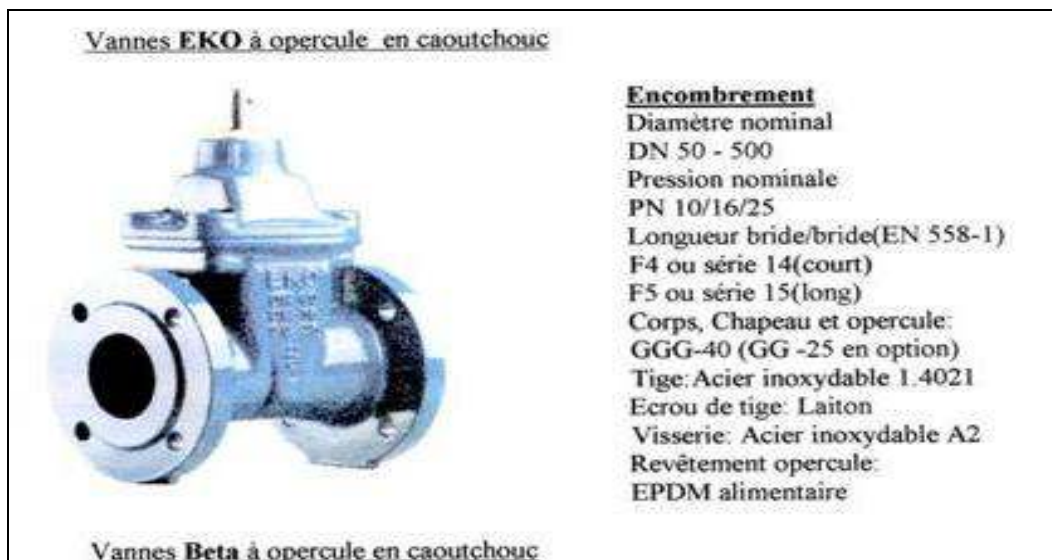 Vannes EKO à opercule en caoutchouc
Encombrement
Diamètre nominal
DN 50 - 500
Pression nominale
PN 10/16/25
Longueur bride/bride(EN 558-1)
F4 ou série 14(court)
F5 ou série 15(long)
Corps, Chapeau et opercule:
GGG-40 (GG -25 en option)
Tige: Acier inoxydable 1.4021
Ecrou de tige: Laiton
Visserie: Acier inoxydable A2
Revêtement opercule:
EPDM alimentaire
Vannes Beta à opercule en caoutchouc